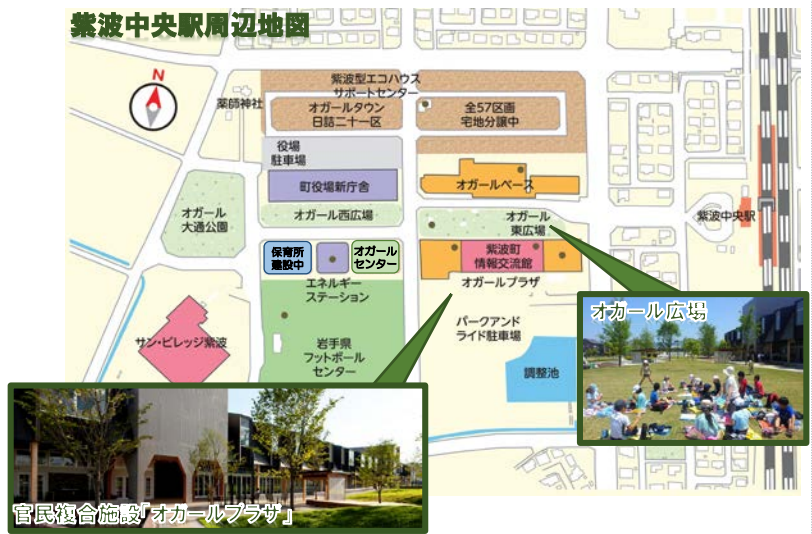 紫波中央駅周辺地図
N
薬師神社
紫波型エコハウス
サポートセンター
オガールタウン
日詰二十一区
全57区画
宅地分譲中
役場
駐車場
町役場新庁舎
オガールベース
オガール
大通公園
オガール西広場
オガール
東広場
紫波中央駅
保育所
建設中
オガール
センター
紫波町
情報交流館
エネルギー
ステーション
オガールプラザ
サン・ビレッジ紫波
岩手県
フットボール
センター
パークアンド
ライド駐車場
調整池
オガール広場
官民複合施設「オガールプラザ」